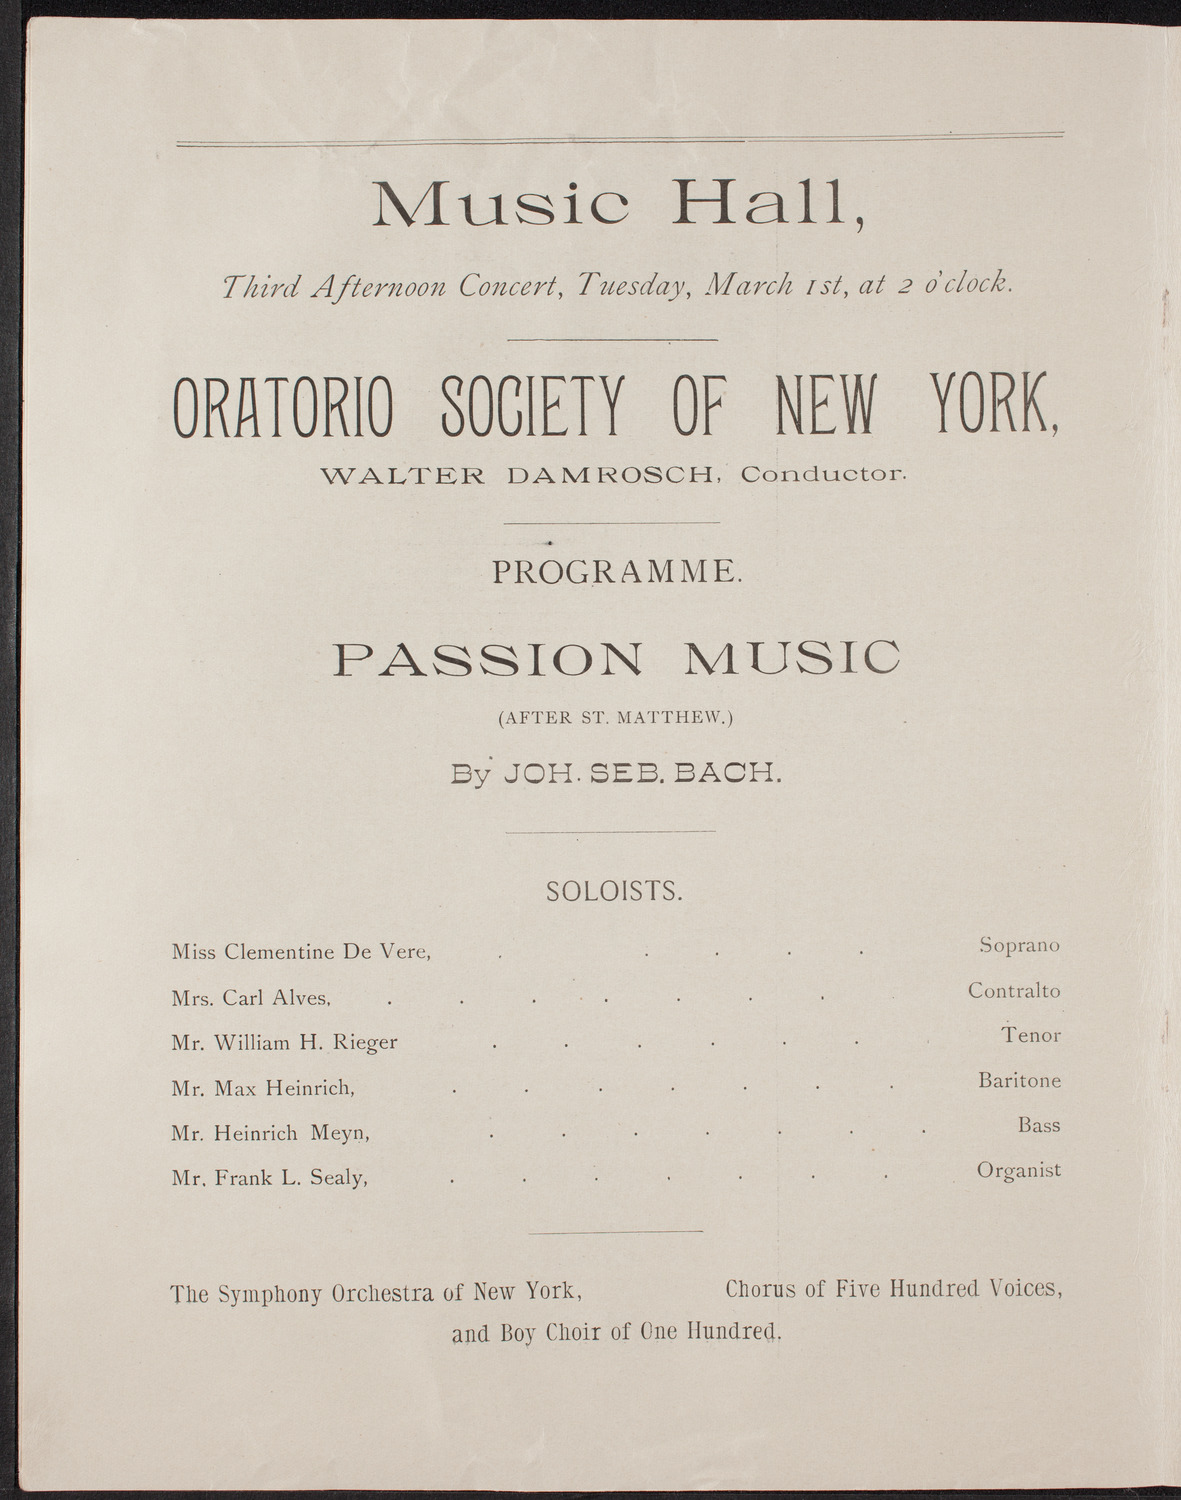 Music Hall,
Third Afternoon Concert, Tuesday, March 1st, at 2 o'clock.
ORATORIO SOCIETY OF NEW YORK,
WALTER DAMROSCH, Conductor.
PROGRAMME.
PASSION MUSIC
(AFTER ST. MATTHEW.)
By JOH. SEB. BACH.
SOLOISTS.
Miss Clementine De Vere, . . . . . Soprano
Mrs. Carl Alves, . . . . . . . Contralto
Mr. William H. Rieger . . . . . . Tenor
Mr. Max Heinrich, . . . . . . . Baritone
Mr. Heinrich Meyn, . . . . . . . Bass
Mr. Frank L. Sealy, . . . . . . . Organist
The Symphony Orchestra of New York, Chorus of Five Hundred Voices,
and Boy Choir of One Hundred.